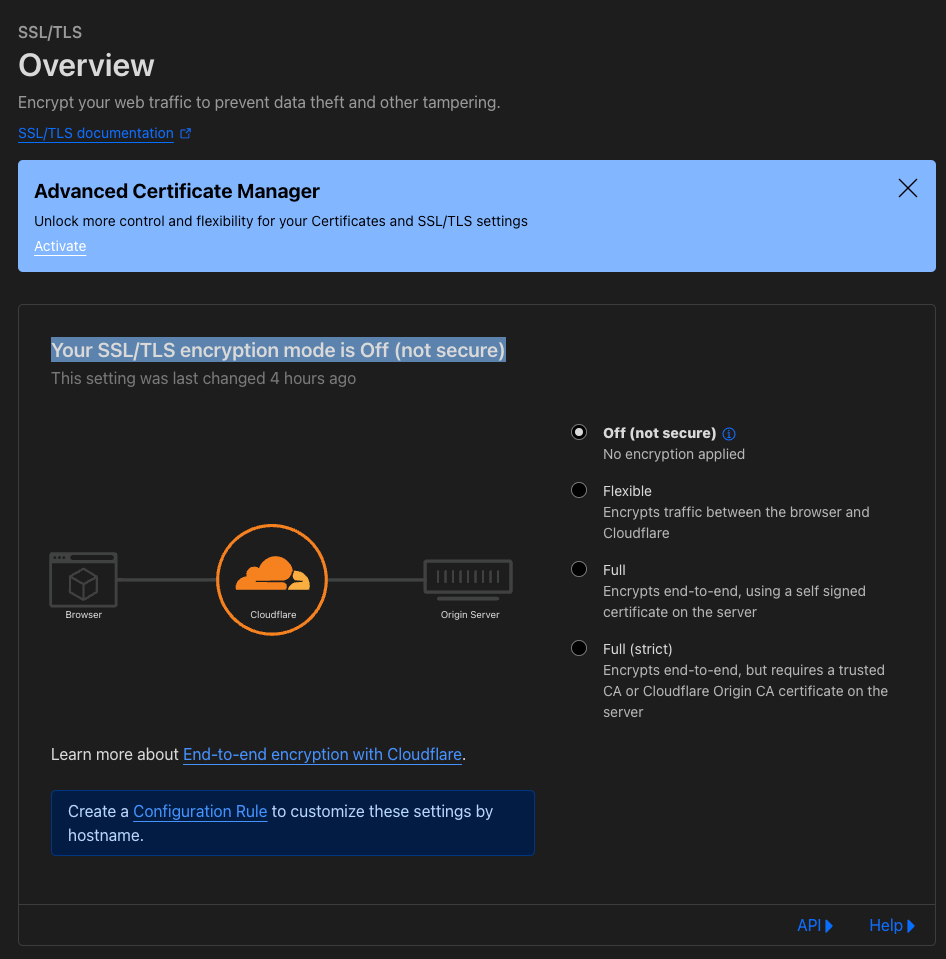 SSL/TLS
Overview
Encrypt your web traffic to prevent data theft and other tampering.
SSL/TLS documentation
Advanced Certificate Manager
Unlock more control and flexibility for your Certificates and SSL/TLS settings
Activate
Your SSL/TLS encryption mode is Off (not secure)
This setting was last changed 4 hours ago
Browser
Cloudflare
Origin Server
Off (not secure)
No encryption applied
Flexible
Encrypts traffic between the browser and
Cloudflare
Full
Encrypts end-to-end, using a self signed
certificate on the server
Full (strict)
Encrypts end-to-end, but requires a trusted
CA or Cloudflare Origin CA certificate on the
server
Learn more about End-to-end encryption with Cloudflare.
Create a Configuration Rule to customize these settings by
hostname.
API
Help